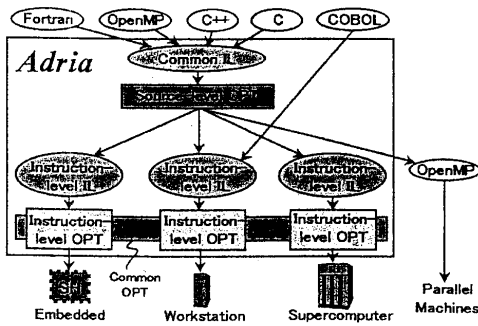 Fortran OpenMP C++ C COBOL
Adria
Common IL
Source-level OPT
Instruction-
level IL
Instruction-
level IL
Instruction-
level IL
OpenMP
Instruction-
level OPT
Instruction-
level OPT
Instruction-
level OPT
Common
OPT
Embedded
Workstation
Supercomputer
Parallel
Machines